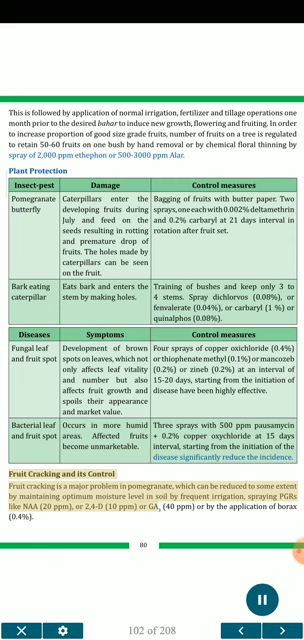 This is followed by application of normal irrigation, fertilizer and tillage operations one
month prior to the desired bahar to induce new growth, flowering and fruiting. In order
to increase proportion of good size grade fruits, number of fruits on a tree is regulated
to retain 50-60 fruits on one bush by hand removal or by chemical floral thinning by
spray of 2,000 ppm ethephon or 500-3000 ppm Alar.
Plant Protection
Insect-pest Damage Control measures
Pomegranate butterfly
Caterpillars enter the
developing fruits during
July and feed on the
seeds resulting in rotting
and premature drop of
fruits. The holes made by
caterpillars can be seen
on the fruit.
Bagging of fruits with butter paper. Two
sprays, one each with 0.002% deltamethrin
and 0.2% carbaryl at 21 days interval in
rotation after fruit set.
Bark eating
caterpillar
Eats bark and enters the
stem by making holes.
Training of bushes and keep only 3 to
4 stems. Spray dichlorvos (0.08%), or
fenvalerate (0.04%), or carbaryl (1 %) or
quinalphos (0.08%).
Diseases Symptoms Control measures
Fungal leaf
and fruit spot
Development of brown
spots on leaves, which not
only affects leaf vitality
and number but also
affects fruit growth and
spoils their appearance
and market value.
Four sprays of copper oxichloride (0.4%)
or thiophenate methyl (0.1%) or mancozeb
(0.2%) or zineb (0.2%) at an interval of
15-20 days, starting from the initiation of
disease have been highly effective.
Bacterial leaf
and fruit spot
Occurs in more humid
areas. Affected fruits
become unmarketable.
Three sprays with 500 ppm pausamycin
+ 0.2% copper oxychloride at 15 days
interval, starting from the initiation of the
disease significantly reduce the incidence.
Fruit Cracking and its Control
Fruit cracking is a major problem in pomegranate, which can be reduced to some extent
by maintaining optimum moisture level in soil by frequent irrigation, spraying PGRs
like NAA (20 ppm), or 2,4-D (10 ppm) or GA3 (40 ppm) or by the application of borax
(0.4%).
80
102 of 208